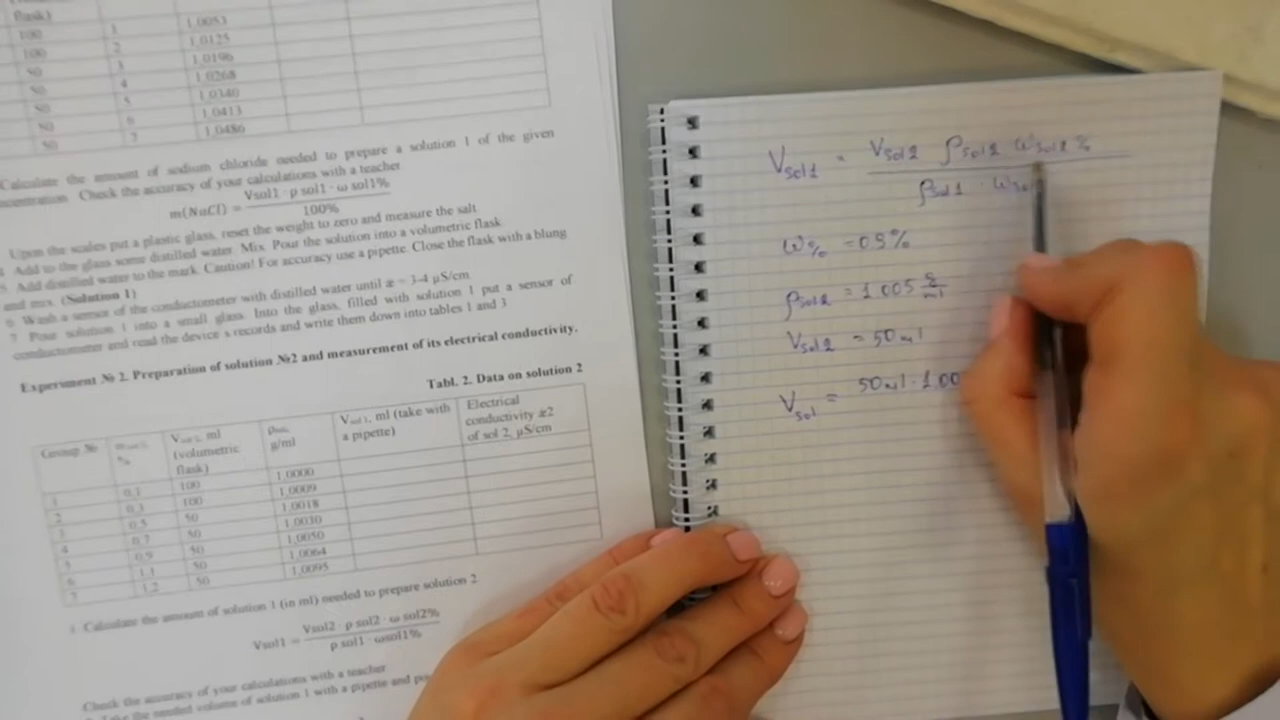 flask)
100 1 1,0053
100 2 1,0125
50 3 1,0196
50 4 1,0268
50 5 1,0340
50 6 1,0413
50 7 1,0486
Calculate the amount of sodium chloride needed to prepare a solution 1 of the given
Check the accuracy of your calculations with a teacher
m(NaCl) = Vsol1 · ρ sol1 · ω sol1% / 100%
Upon the scales put a plastic glass, reset the weight to zero and measure the salt
Add to the glass some distilled water. Mix. Pour the solution into a volumetric flask
5 Add distilled water to the mark. Caution! For accuracy use a pipette. Close the flask with a blung
and mix. (Solution 1)
6 Wash a sensor of the conductometer with distilled water until æ = 3-4 µS/cm
7 Pour solution 1 into a small glass. Into the glass, filled with solution 1 put a sensor of
conductometer and read the device's records and write them down into tables 1 and 3
Experiment № 2. Preparation of solution №2 and measurement of its electrical conductivity.
Tabl. 2. Data on solution 2
Group № % V ml (volumetric flask) g/ml V ml (take with a pipette) Electrical conductivity æ2 of sol 2, µS/cm
1 0,1 100 1,0000
2 0,3 100 1,0009
3 0,5 50 1,0018
4 0,7 50 1,0030
5 0,9 50 1,0050
6 1,1 50 1,0064
7 1,2 50 1,0095
Calculate the amount of solution 1 (in ml) needed to prepare solution 2
Vsol1 = Vsol2 · ρ sol2 · ω sol2% / ρ sol1 · ωsol1%
Check the accuracy of your calculations with a teacher
Take the needed volume of solution 1 with a pipette and
Vsol1 = Vsol2 ρsol2 ωsol2% / ρsol1 · ω
ω% = 0.9%
ρsol2 = 1.005 g/ml
Vsol2 = 50 ml
Vsol = 50 ml · 1.00